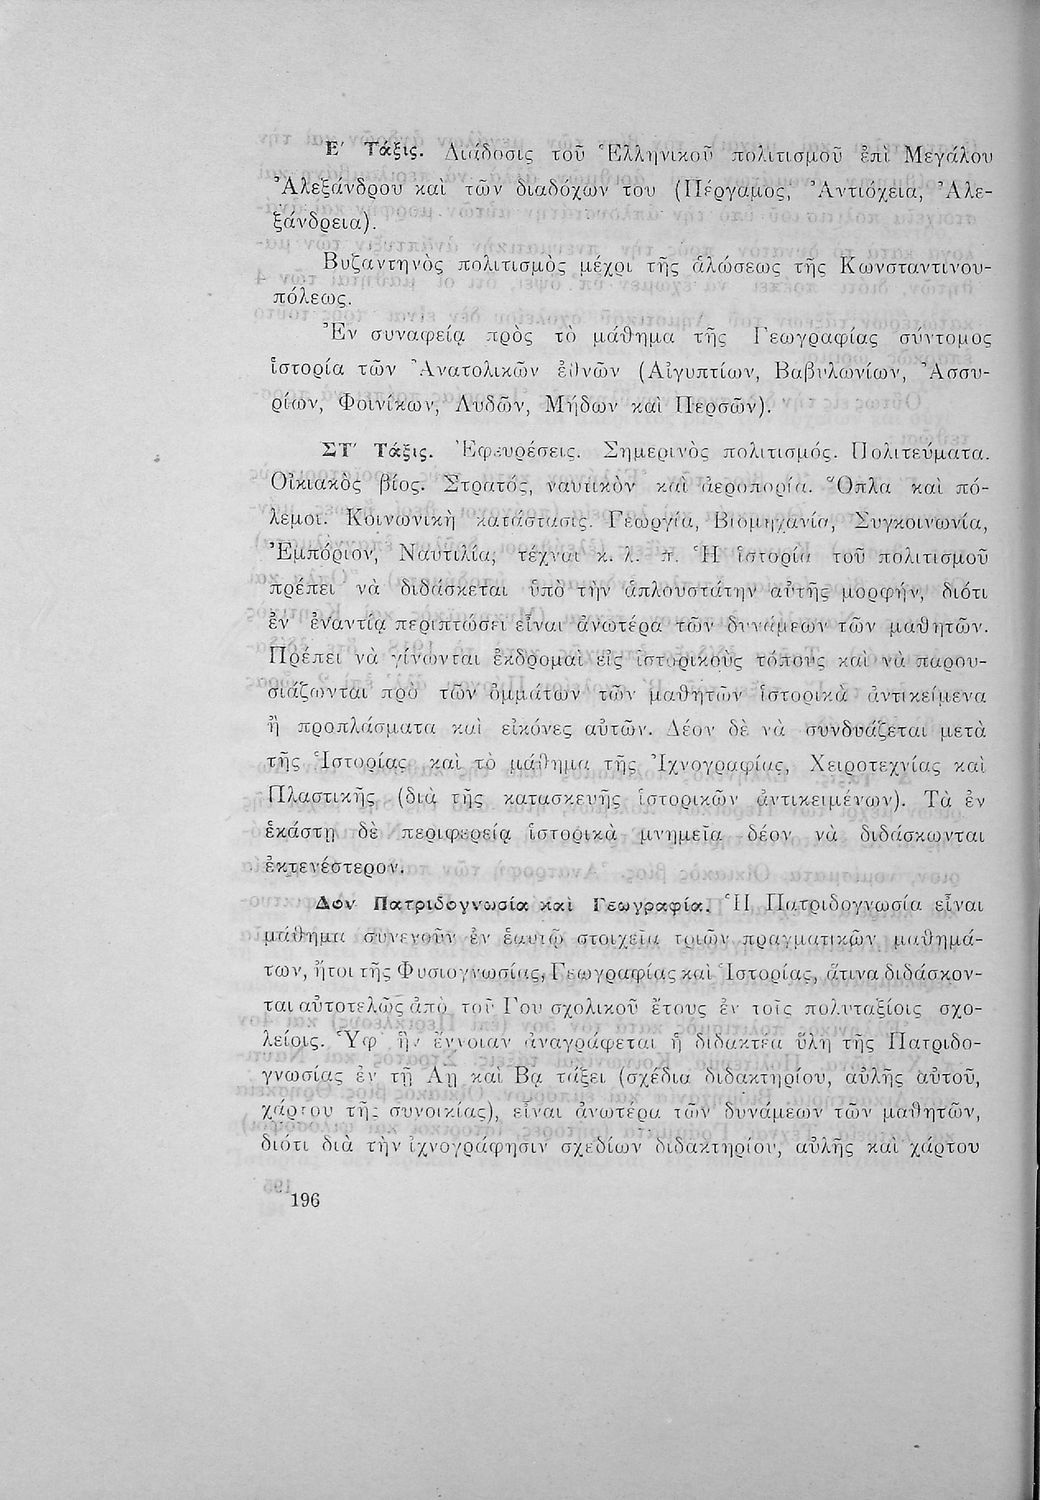 Ε′ Τάξις. Διάδοσις τοῦ Ἑλληνικοῦ πολιτισμοῦ ἐπὶ Μεγάλου
Ἀλεξάνδρου καὶ τῶν διαδόχων του (Πέργαμος, Ἀντιόχεια, Ἀλε-
ξάνδρεια).
Βυζαντηνὸς πολιτισμὸς μέχρι τῆς ἁλώσεως τῆς Κωνσταντινου-
πόλεως.
Ἐν συναφείᾳ πρὸς τὸ μάθημα τῆς Γεωγραφίας σύντομος
ἱστορία τῶν Ἀνατολικῶν ἐθνῶν (Αἰγυπτίων, Βαβυλωνίων, Ἀσσυ-
ρίων, Φοινίκων, Λυδῶν, Μήδων καὶ Περσῶν).
ΣΤ′ Τάξις. Ἐφευρέσεις. Σημερινὸς πολιτισμός. Πολιτεύματα.
Οἰκιακὸς βίος. Στρατός, ναυτικὸν καὶ ἀεροπορία. Ὅπλα καὶ πό-
λεμοι. Κοινωνικὴ κατάστασις. Γεωργία, Βιομηχανία, Συγκοινωνία,
Ἐμπόριον, Ναυτιλία, τέχναι κ. λ. π. Ἡ ἱστορία τοῦ πολιτισμοῦ
πρέπει νὰ διδάσκεται ὑπὸ τὴν ἁπλουστάτην αὐτῆς μορφήν, διότι
ἐν ἐναντίᾳ περιπτώσει εἶναι ἀνωτέρα τῶν δυνάμεων τῶν μαθητῶν.
Πρέπει νὰ γίνωνται ἐκδρομαὶ εἰς ἱστορικοὺς τόπους καὶ νὰ παρου-
σιάζωνται πρὸ τῶν ὀμμάτων τῶν μαθητῶν ἱστορικὰ ἀντικείμενα
ἢ προπλάσματα καὶ εἰκόνες αὐτῶν. Δέον δὲ νὰ συνδυάζεται μετὰ
τῆς Ἱστορίας καὶ τὸ μάθημα τῆς Ἰχνογραφίας, Χειροτεχνίας καὶ
Πλαστικῆς (διὰ τῆς κατασκευῆς ἱστορικῶν ἀντικειμένων). Τὰ ἐν
ἑκάστῃ δὲ περιφερείᾳ ἱστορικὰ μνημεῖα δέον νὰ διδάσκωνται
ἐκτενέστερον.
Δον Πατριδογνωσία καὶ Γεωγραφία. Ἡ Πατριδογνωσία εἶναι
μάθημα συνενοῦν ἐν ἑαυτῷ στοιχεῖα τριῶν πραγματικῶν μαθημά-
των, ἤτοι τῆς Φυσιογνωσίας, Γεωγραφίας καὶ Ἱστορίας, ἅτινα διδάσκον-
ται αὐτοτελῶς ἀπὸ τοῦ Γου σχολικοῦ ἔτους ἐν τοῖς πολυταξίοις σχο-
λείοις. Ὑφ' ἣν ἔννοιαν ἀναγράφεται ἡ διδακτέα ὕλη τῆς Πατριδο-
γνωσίας ἐν τῇ Αῃ καὶ Βᾳ τάξει (σχέδια διδακτηρίου, αὐλῆς αὐτοῦ,
χάρτου τῆς συνοικίας), εἶναι ἀνωτέρα τῶν δυνάμεων τῶν μαθητῶν,
διότι διὰ τὴν ἰχνογράφησιν σχεδίων διδακτηρίου, αὐλῆς καὶ χάρτου
196